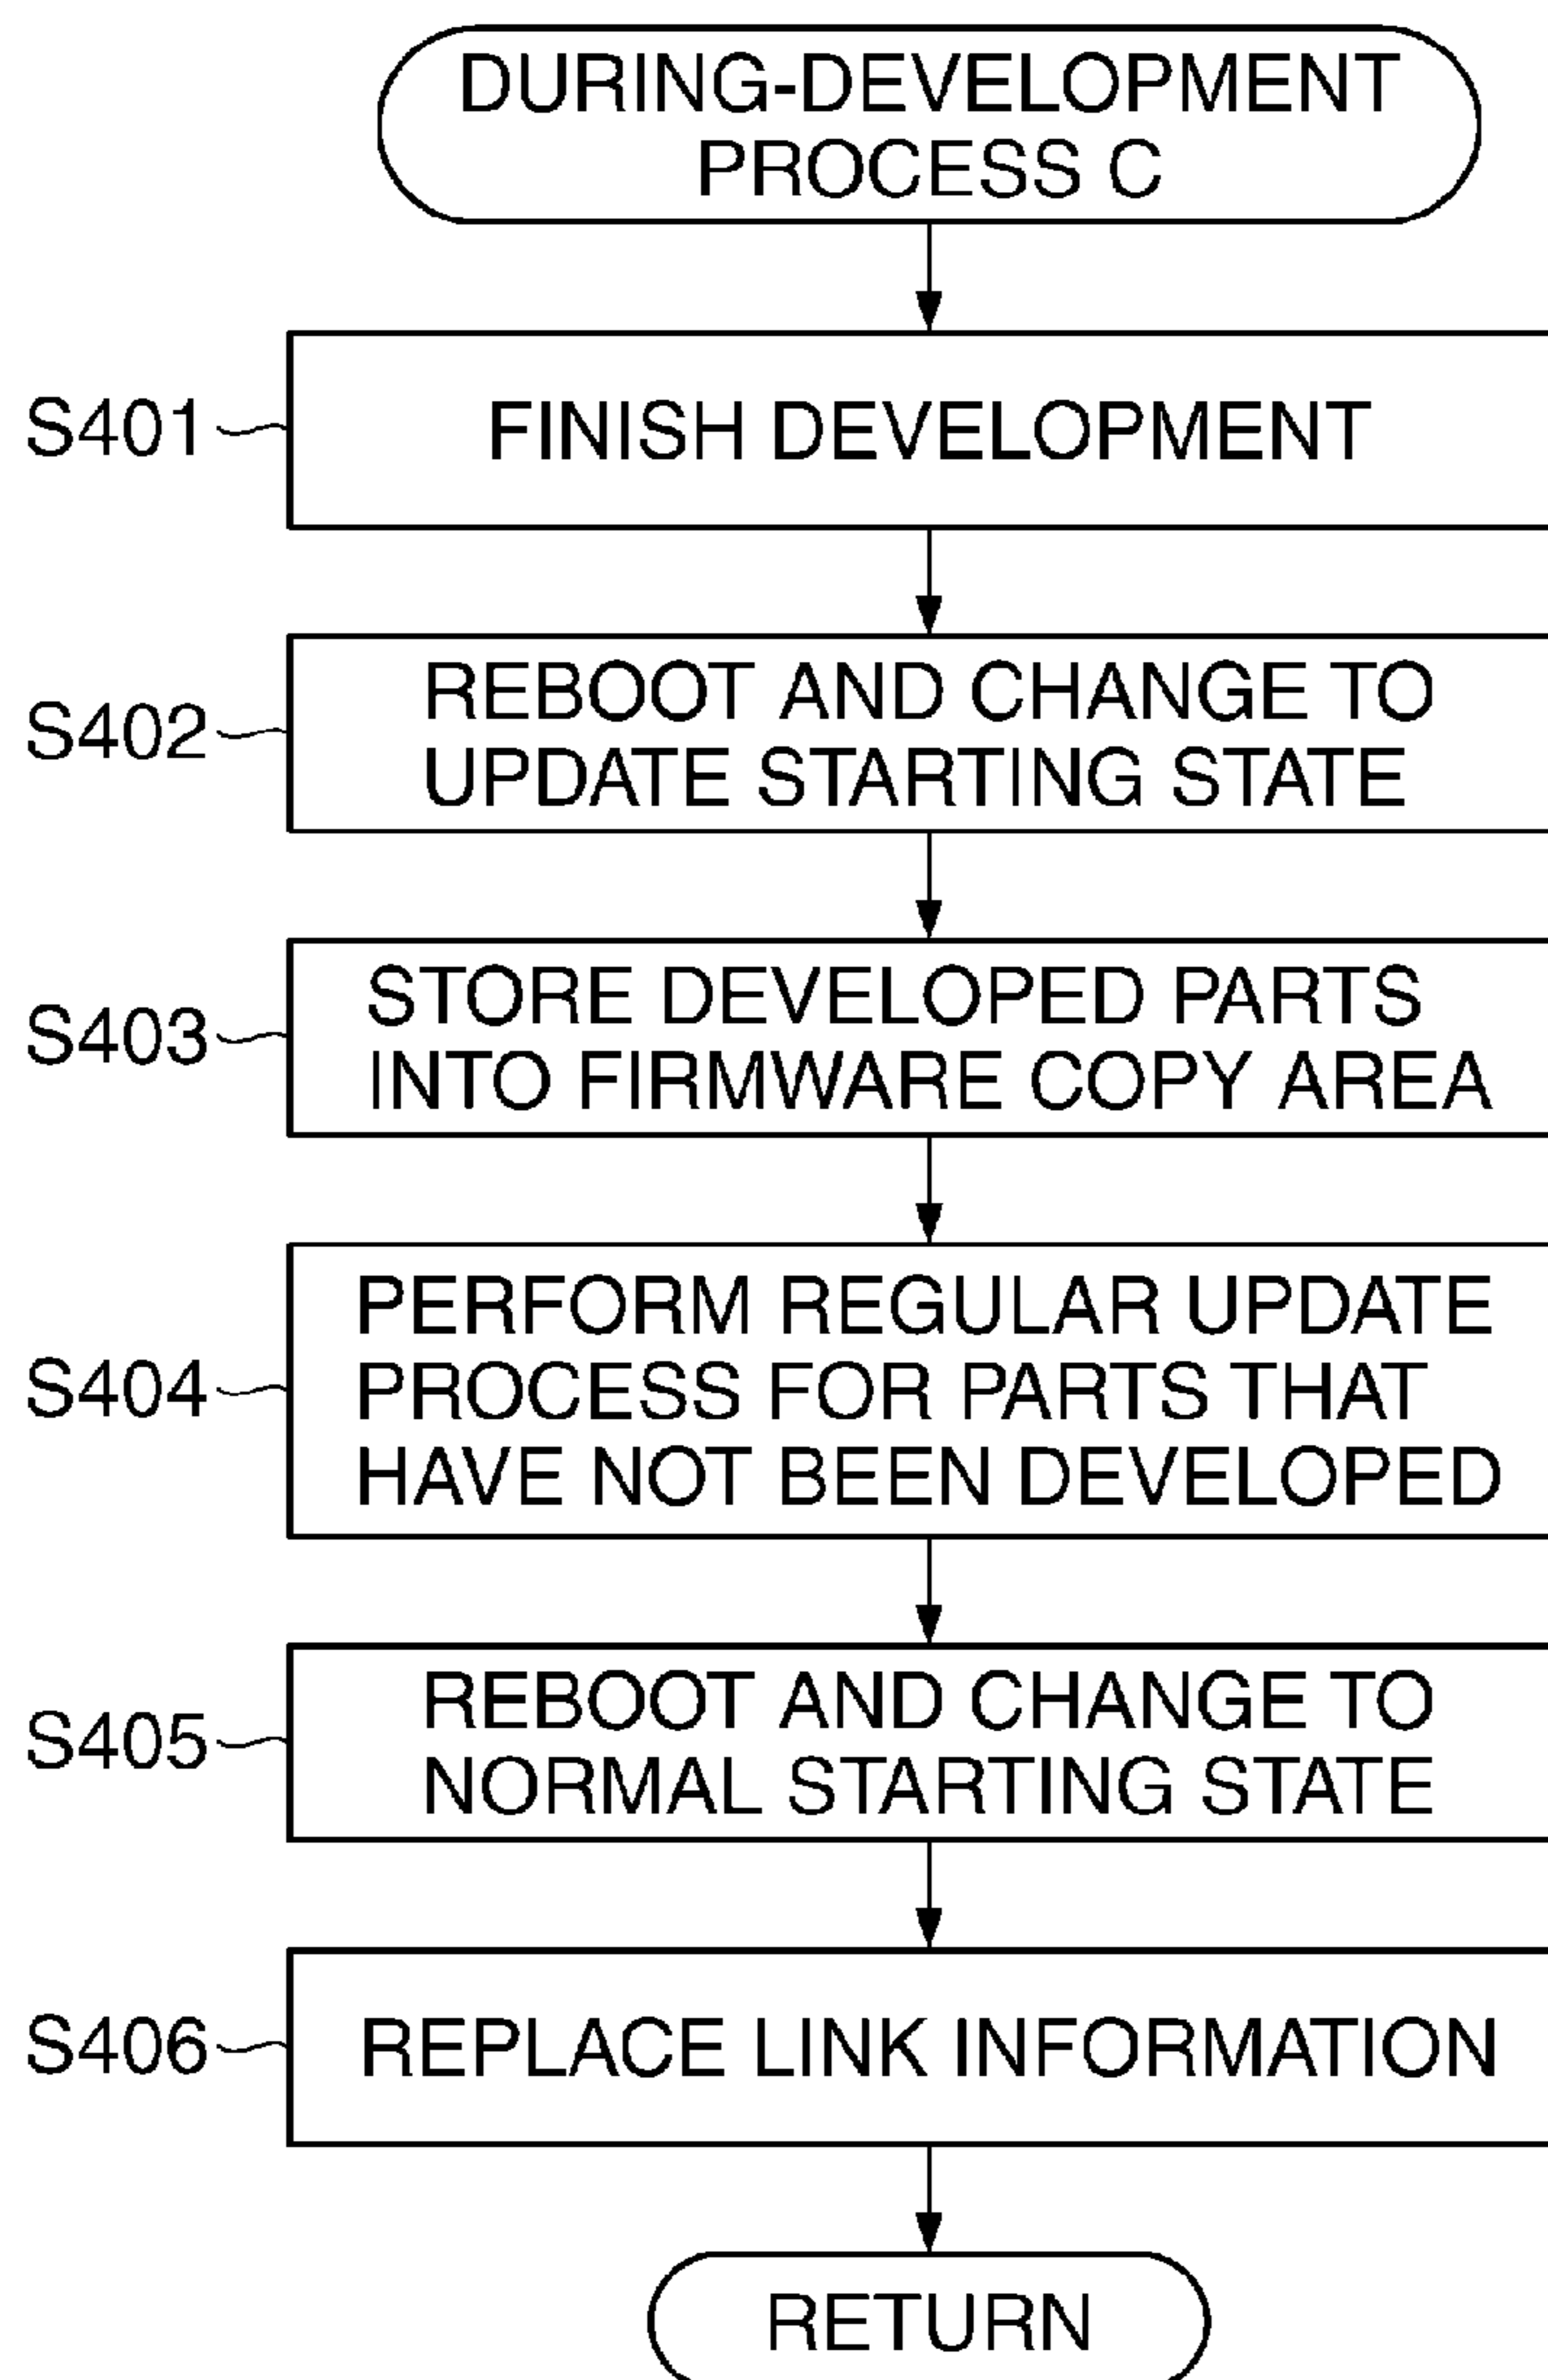 DURING-DEVELOPMENT
PROCESS C
S401
FINISH DEVELOPMENT
S402
REBOOT AND CHANGE TO
UPDATE STARTING STATE
S403
STORE DEVELOPED PARTS
INTO FIRMWARE COPY AREA
S404
PERFORM REGULAR UPDATE
PROCESS FOR PARTS THAT
HAVE NOT BEEN DEVELOPED
S405
REBOOT AND CHANGE TO
NORMAL STARTING STATE
S406
REPLACE LINK INFORMATION
RETURN